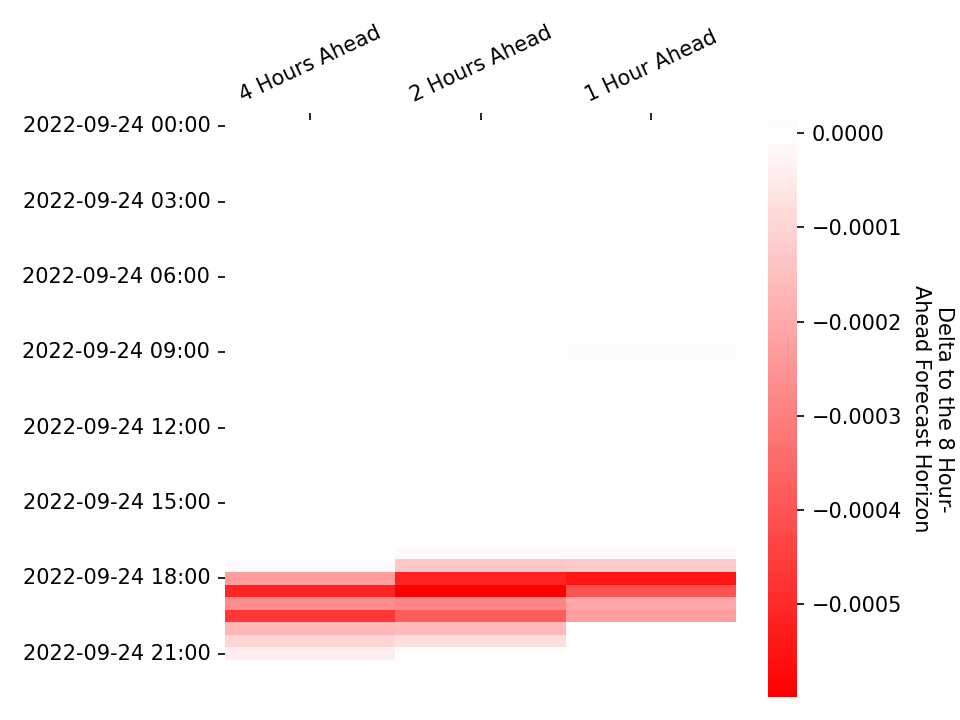 4 Hours Ahead
2 Hours Ahead
1 Hour Ahead
2022-09-24 00:00
2022-09-24 03:00
2022-09-24 06:00
2022-09-24 09:00
2022-09-24 12:00
2022-09-24 15:00
2022-09-24 18:00
2022-09-24 21:00
0.0000
−0.0001
−0.0002
−0.0003
−0.0004
−0.0005
Delta to the 8 Hour-
Ahead Forecast Horizon